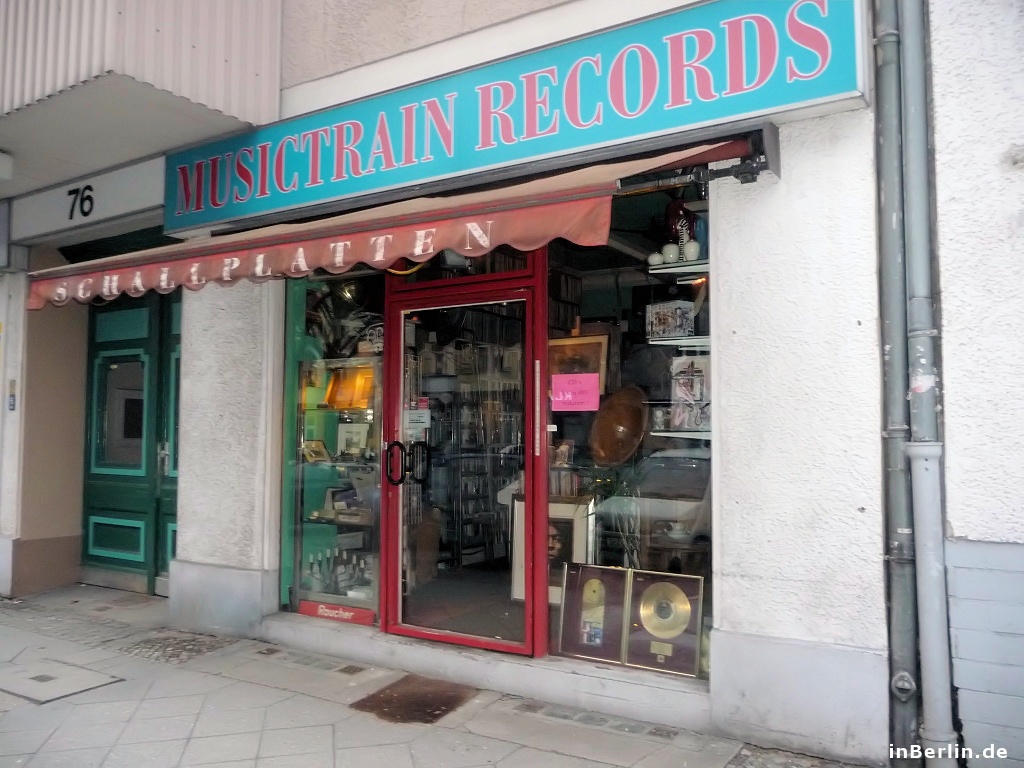 MUSICTRAIN RECORDS
76
SCHALLPLATTEN
Raucher
inBerlin.de